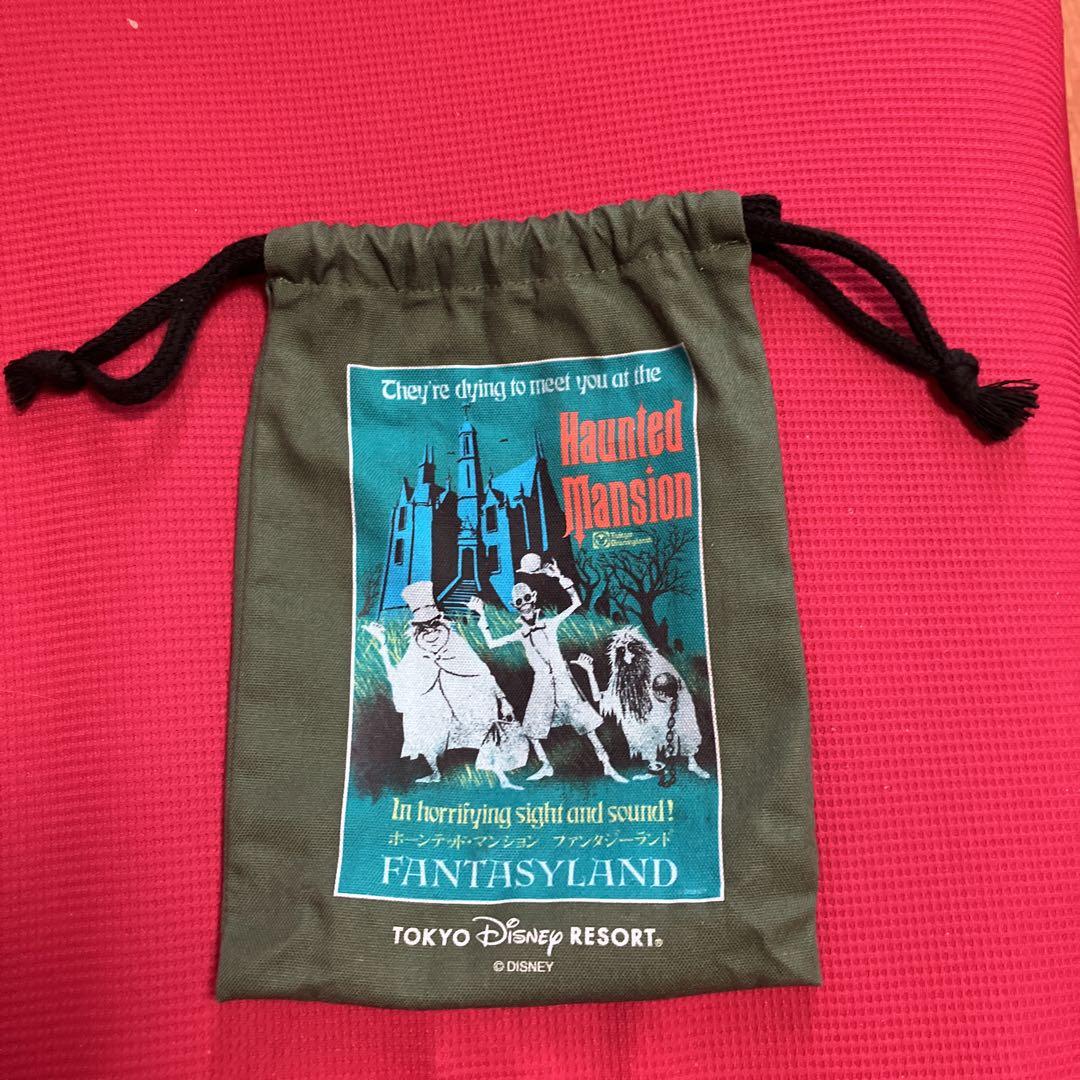 They're dying to meet you at the
Haunted
Mansion
Tokyo
Disneyland
In horrifying sight and sound!
ホーンテッド・マンション ファンタジーランド
FANTASYLAND
TOKYO Disney RESORT®
© DISNEY